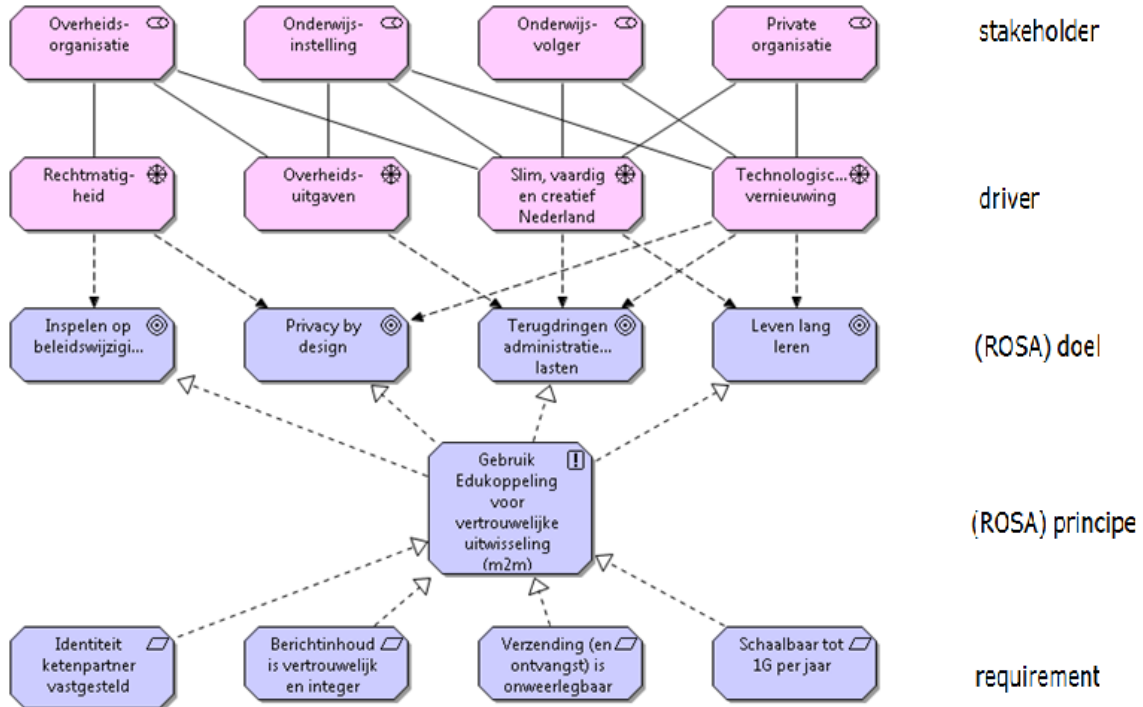 Overheids-
organisatie
Onderwijs-
instelling
Onderwijs-
volger
Private
organisatie
stakeholder
Rechtmatig-
heid
Overheids-
uitgaven
Slim, vaardig
en creatief
Nederland
Technologisc...
vernieuwing
driver
Inspelen op
beleidswijzigi...
Privacy by
design
Terugdringen
administratie...
lasten
Leven lang
leren
(ROSA) doel
Gebruik
Edukoppeling
voor
vertrouwelijke
uitwisseling
(m2m)
(ROSA) principe
Identiteit
ketenpartner
vastgesteld
Berichtinhoud
is vertrouwelijk
en integer
Verzending (en
ontvangst) is
onweerlegbaar
Schaalbaar tot
1G per jaar
requirement